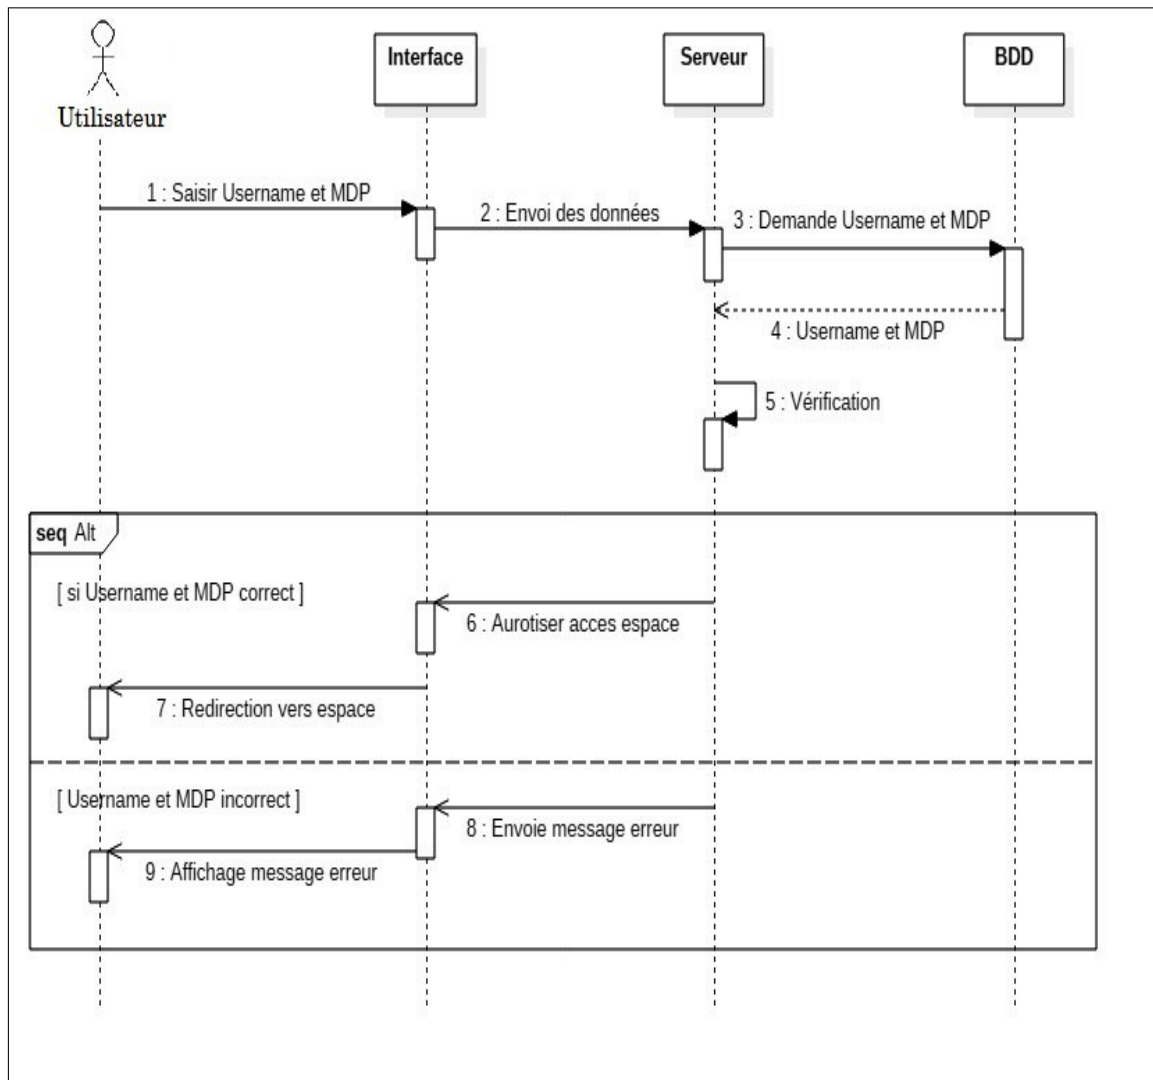 Interface
Serveur
BDD
Utilisateur
1 : Saisir Username et MDP
2 : Envoi des données
3 : Demande Username et MDP
4 : Username et MDP
5 : Vérification
seq Alt
[ si Username et MDP correct ]
6 : Aurotiser acces espace
7 : Redirection vers espace
[ Username et MDP incorrect ]
8 : Envoie message erreur
9 : Affichage message erreur